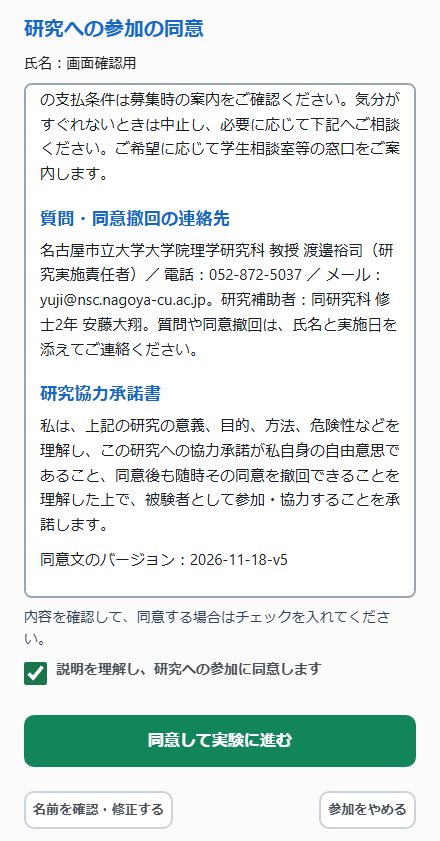 研究への参加の同意
氏名：画面確認用
の支払条件は募集時の案内をご確認ください。気分が
すぐれないときは中止し、必要に応じて下記へご相談
ください。ご希望に応じて学生相談室等の窓口をご案
内します。
質問・同意撤回の連絡先
名古屋市立大学大学院理学研究科 教授 渡邉裕司（研
究実施責任者）／ 電話：052-872-5037 ／ メール：
yuji@nsc.nagoya-cu.ac.jp。研究補助者：同研究科 修
士2年 安藤大翔。質問や同意撤回は、氏名と実施日を
添えてご連絡ください。
研究協力承諾書
私は、上記の研究の意義、目的、方法、危険性などを
理解し、この研究への協力承諾が私自身の自由意思で
あること、同意後も随時その同意を撤回できることを
理解した上で、被験者として参加・協力することを承
諾します。
同意文のバージョン：2026-11-18-v5
内容を確認して、同意する場合はチェックを入れてくださ
い。
説明を理解し、研究への参加に同意します
同意して実験に進む
名前を確認・修正する
参加をやめる